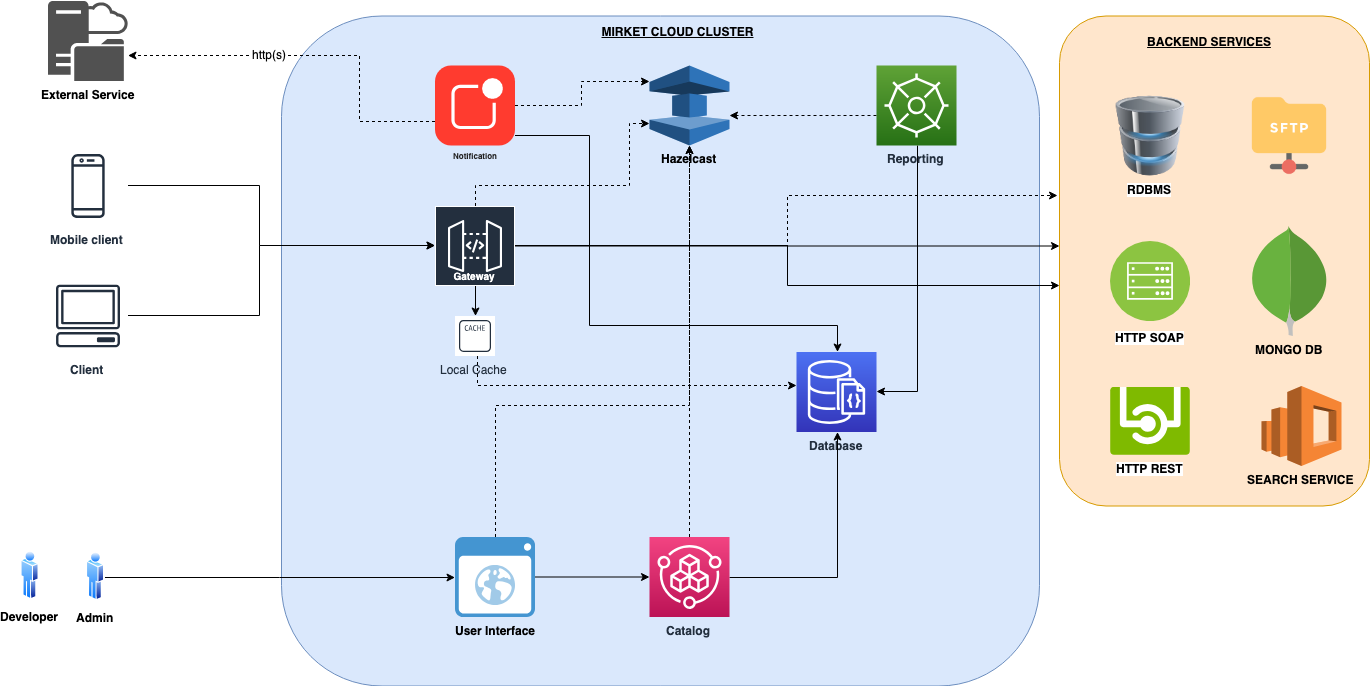 MIRKET CLOUD CLUSTER
BACKEND SERVICES
http(s)
External Service
Notification
Hazelcast
Reporting
SFTP
RDBMS
Mobile client
</>
Gateway
CACHE
Local Cache
HTTP SOAP
MONGO DB
Client
{}
Database
HTTP REST
SEARCH SERVICE
Developer
Admin
User Interface
Catalog